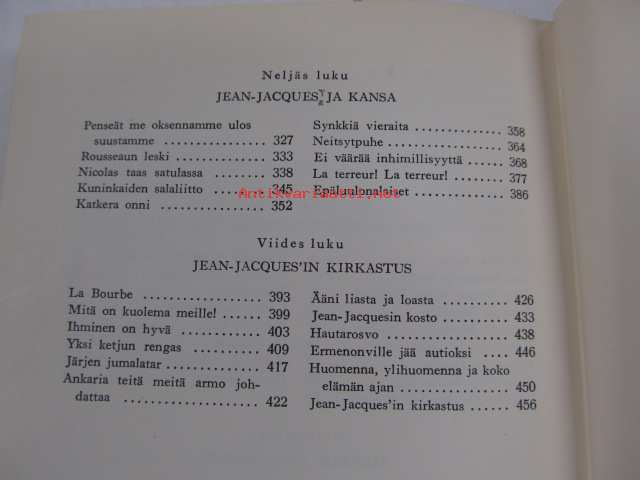 Neljäs luku
JEAN-JACQUES JA KANSA
Penseät me oksennamme ulos
suustamme ............ 327
Rousseaun leski ............ 333
Nicolas taas satulassa ...... 338
Kuninkaiden salaliitto ...... 345
Katkera onni ............... 352
Synkkiä vieraita ............ 358
Neitsytpuhe ............... 364
Ei väärää inhimillisyyttä .... 368
La terreur! La terreur! ...... 377
Epäluulonalaiset ............ 386
Antikvariaatti.net
Viides luku
JEAN-JACQUES'IN KIRKASTUS
La Bourbe ............... 393
Mitä on kuolema meille! .... 399
Ihminen on hyvä ............ 403
Yksi ketjun rengas ......... 409
Järjen jumalatar ............ 417
Ankaria teitä meitä armo joh-
dattaa .................. 422
Ääni liasta ja loasta ......... 426
Jean-Jacquesin kosto ......... 433
Hautarosvo ............... 438
Ermenonville jää autioksi .... 446
Huomenna, ylihuomenna ja koko
elämän ajan ............ 450
Jean-Jacques'in kirkastus ...... 456